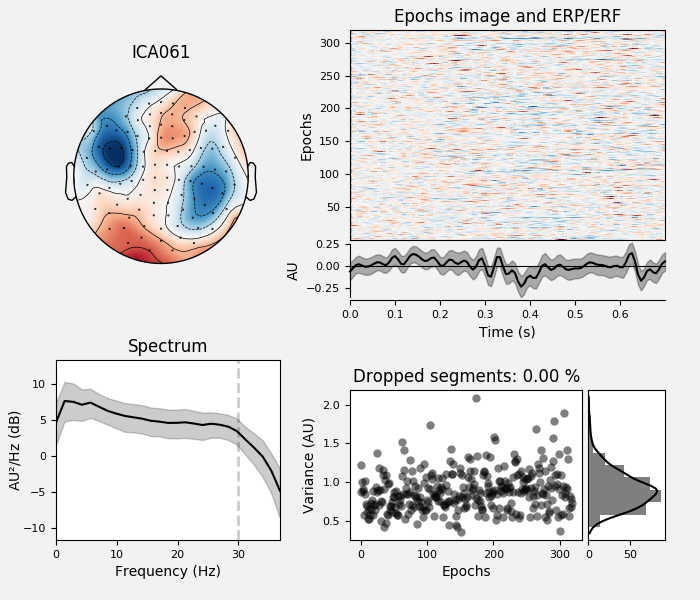 ICA061
Epochs image and ERP/ERF
Epochs
300
250
200
150
100
50
AU
0.25
0.00
−0.25
0.0 0.1 0.2 0.3 0.4 0.5 0.6
Time (s)
Spectrum
AU²/Hz (dB)
10
5
0
−5
−10
0 10 20 30
Frequency (Hz)
Dropped segments: 0.00 %
Variance (AU)
2.0
1.5
1.0
0.5
0 100 200 300
Epochs
0 50